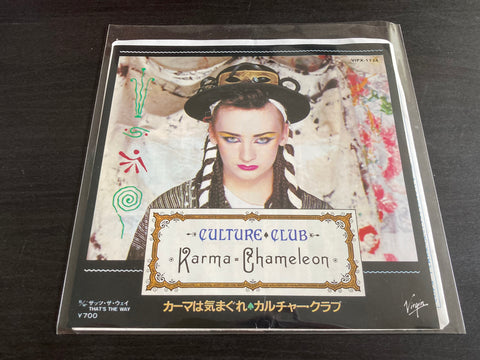 VIPX-1724
CULTURE♦CLUB
Karma=Chameleon
カーマは気まぐれ♠カルチャー・クラブ
ザッツ・ザ・ウェイ
THAT'S THE WAY
¥700
Virgin